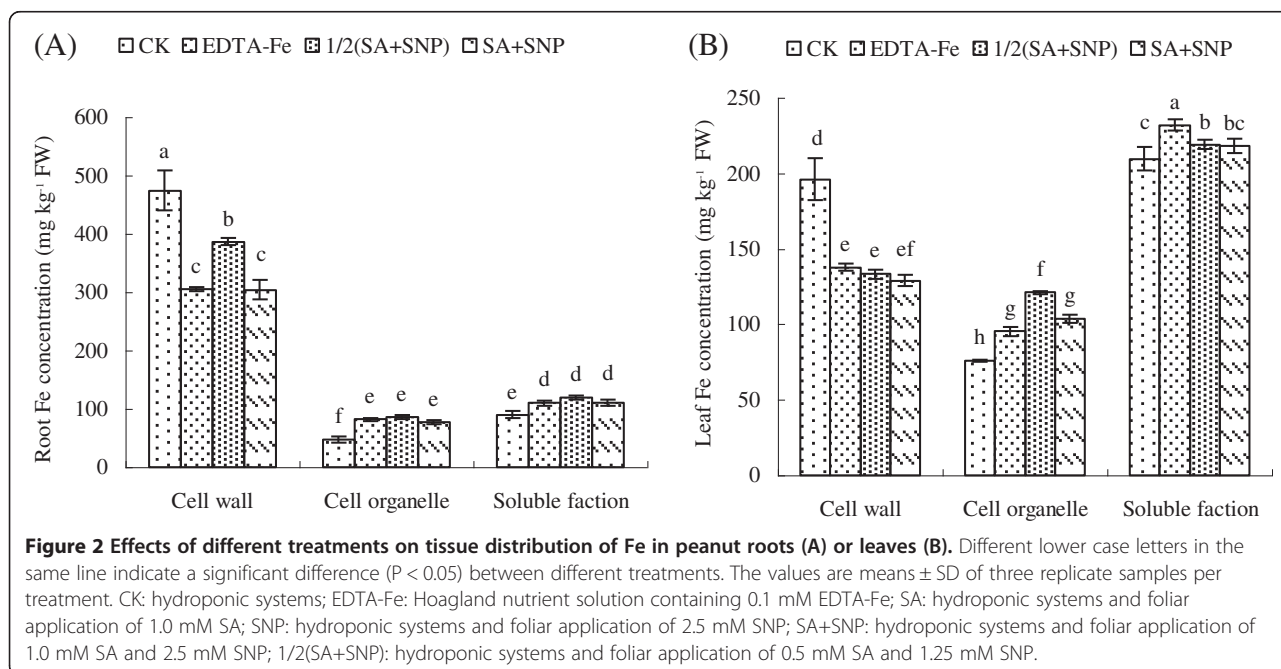 (A)
CK EDTA-Fe 1/2(SA+SNP) SA+SNP
Root Fe concentration (mg kg⁻¹ FW)
600
500
400
300
200
100
0
a
c
b
c
f
e
e
e
e
d
d
d
Cell wall Cell organelle Soluble faction
(B)
CK EDTA-Fe 1/2(SA+SNP) SA+SNP
Leaf Fe concentration (mg kg⁻¹ FW)
250
200
150
100
50
0
d
e
e
ef
h
g
f
g
c
a
b
bc
Cell wall Cell organelle Soluble faction
Figure 2 Effects of different treatments on tissue distribution of Fe in peanut roots (A) or leaves (B). Different lower case letters in the
same line indicate a significant difference (P < 0.05) between different treatments. The values are means ± SD of three replicate samples per
treatment. CK: hydroponic systems; EDTA-Fe: Hoagland nutrient solution containing 0.1 mM EDTA-Fe; SA: hydroponic systems and foliar
application of 1.0 mM SA; SNP: hydroponic systems and foliar application of 2.5 mM SNP; SA+SNP: hydroponic systems and foliar application of
1.0 mM SA and 2.5 mM SNP; 1/2(SA+SNP): hydroponic systems and foliar application of 0.5 mM SA and 1.25 mM SNP.